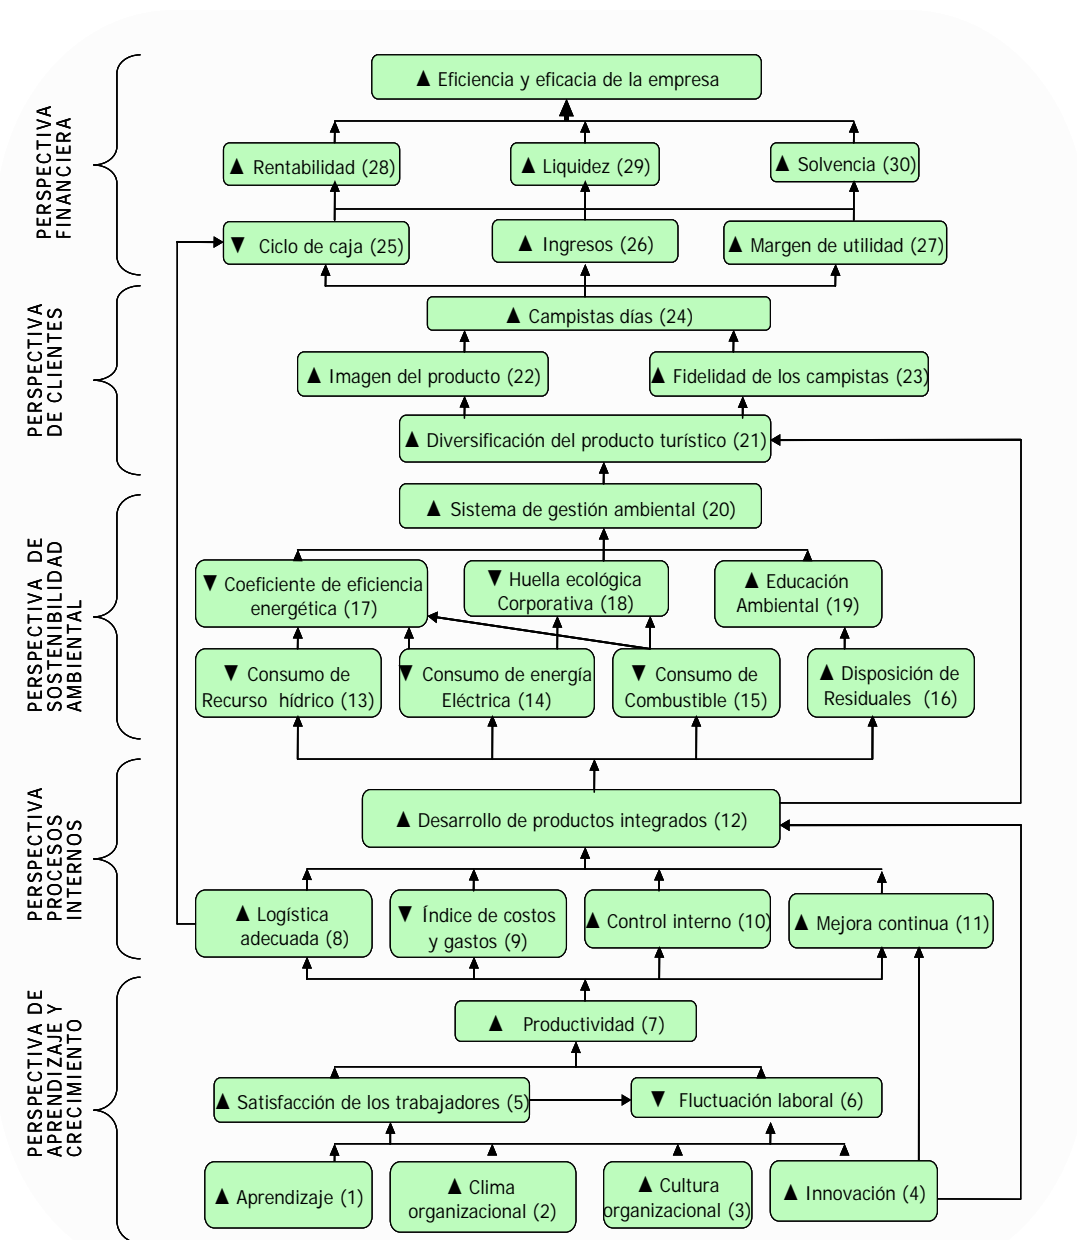 PERSPECTIVA
FINANCIERA
▲ Eficiencia y eficacia de la empresa
▲ Rentabilidad (28)
▲ Liquidez (29)
▲ Solvencia (30)
▼ Ciclo de caja (25)
▲ Ingresos (26)
▲ Margen de utilidad (27)
PERSPECTIVA
DE CLIENTES
▲ Campistas días (24)
▲ Imagen del producto (22)
▲ Fidelidad de los campistas (23)
▲ Diversificación del producto turístico (21)
PERSPECTIVA DE
SOSTENIBILIDAD
AMBIENTAL
▲ Sistema de gestión ambiental (20)
▼ Coeficiente de eficiencia
energética (17)
▼ Huella ecológica
Corporativa (18)
▲ Educación
Ambiental (19)
▼ Consumo de
Recurso hídrico (13)
▼ Consumo de energía
Eléctrica (14)
▼ Consumo de
Combustible (15)
▲ Disposición de
Residuales (16)
PERSPECTIVA
PROCESOS
INTERNOS
▲ Desarrollo de productos integrados (12)
▲ Logística
adecuada (8)
▼ Índice de costos
y gastos (9)
▲ Control interno (10)
▲ Mejora continua (11)
PERSPECTIVA DE
APRENDIZAJE Y
CRECIMIENTO
▲ Productividad (7)
▲ Satisfacción de los trabajadores (5)
▼ Fluctuación laboral (6)
▲ Aprendizaje (1)
▲ Clima
organizacional (2)
▲ Cultura
organizacional (3)
▲ Innovación (4)